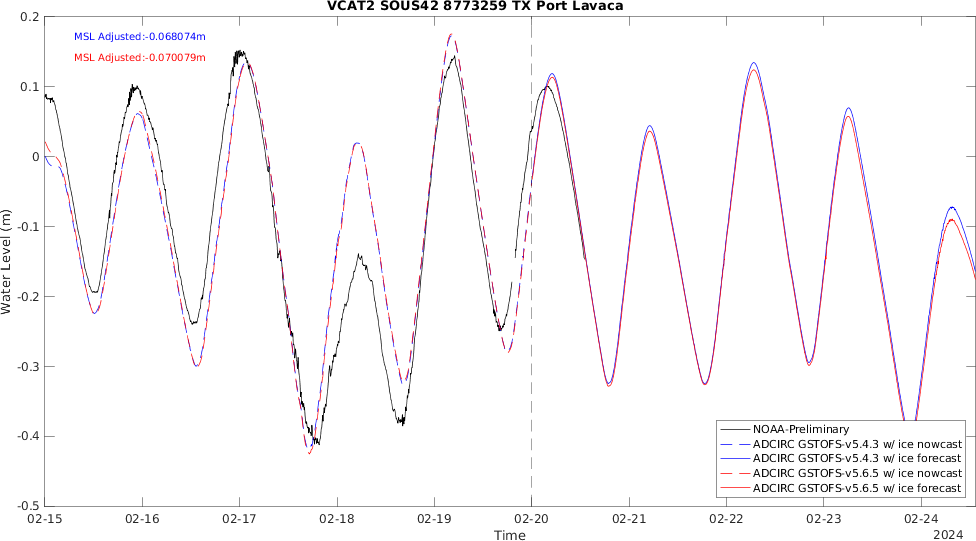 VCAT2 SOUS42 8773259 TX Port Lavaca
MSL Adjusted:-0.068074m
MSL Adjusted:-0.070079m
0.2
0.1
0
-0.1
-0.2
-0.3
-0.4
-0.5
Water Level (m)
02-15 02-16 02-17 02-18 02-19 02-20 02-21 02-22 02-23 02-24
Time
2024
NOAA-Preliminary
ADCIRC GSTOFS-v5.4.3 w/ ice nowcast
ADCIRC GSTOFS-v5.4.3 w/ ice forecast
ADCIRC GSTOFS-v5.6.5 w/ ice nowcast
ADCIRC GSTOFS-v5.6.5 w/ ice forecast